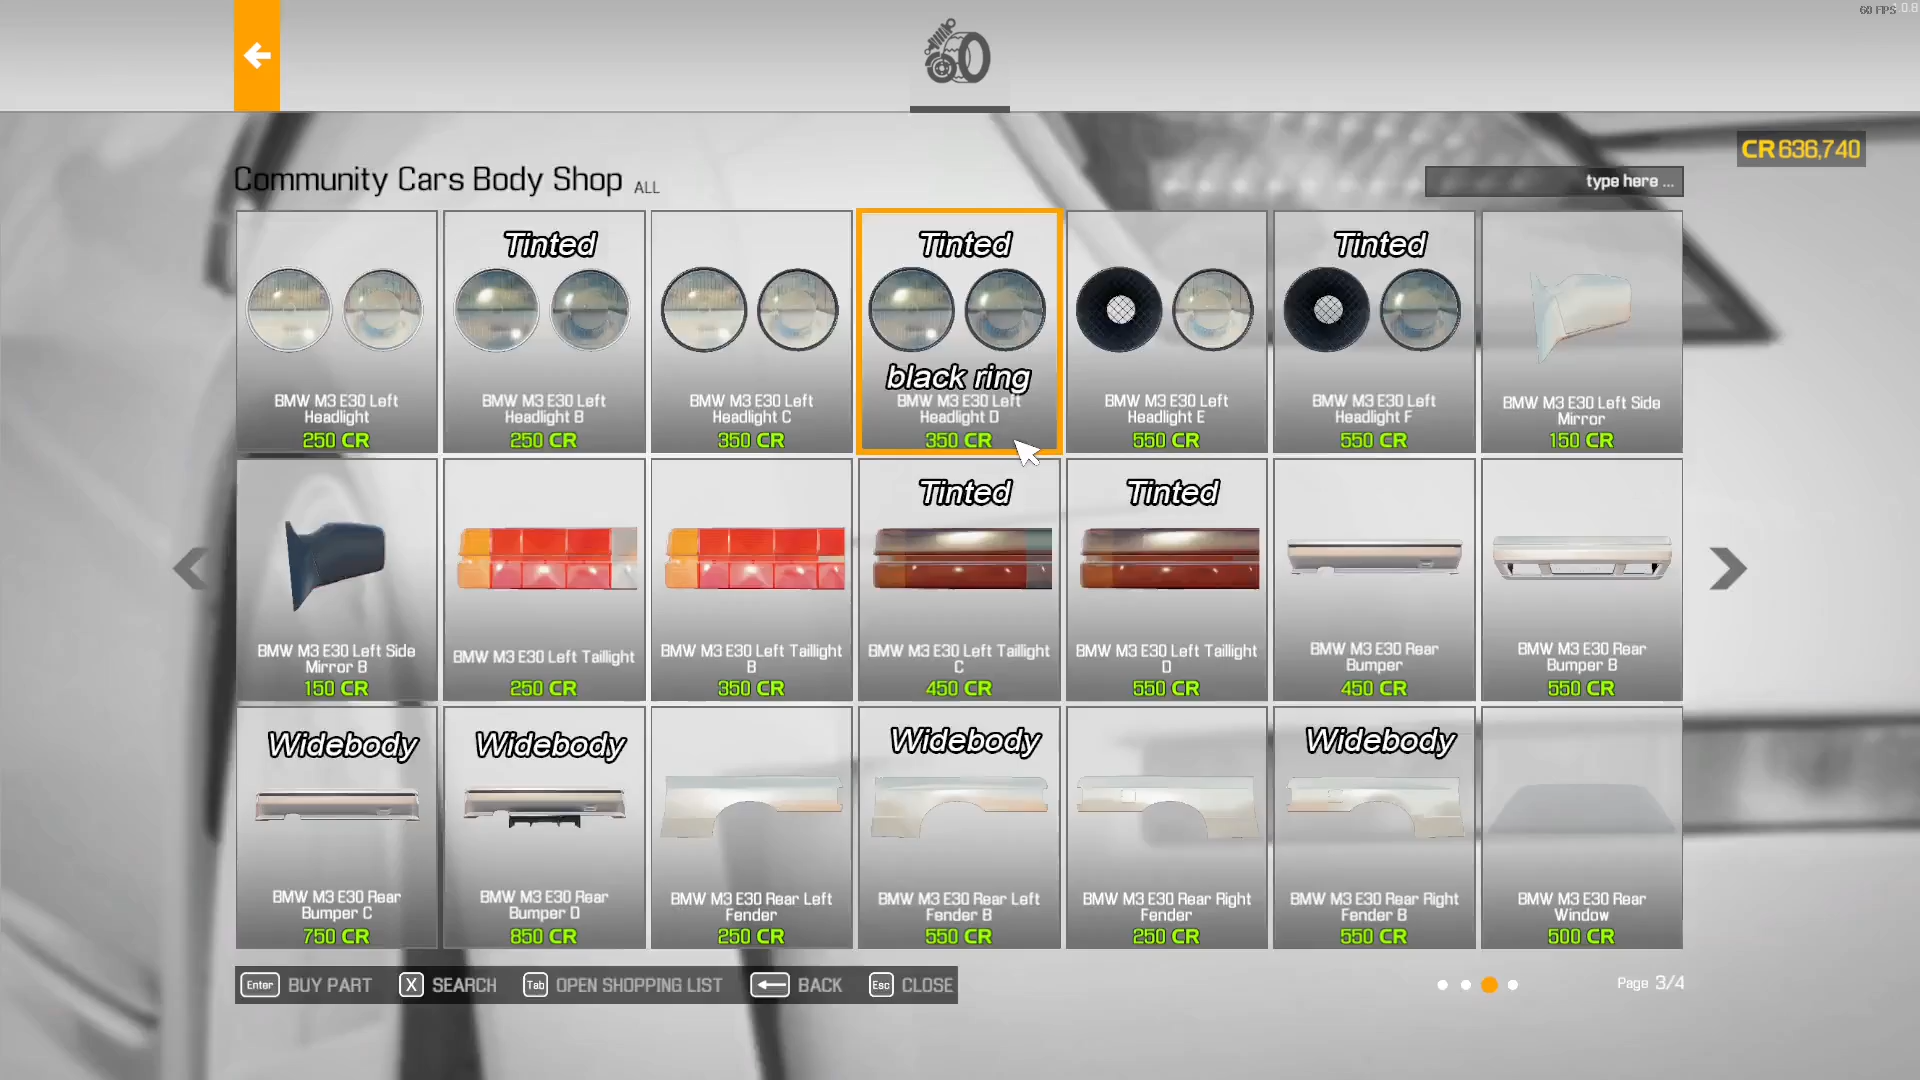 60 FPS
1.0.8
CR 636,740
Community Cars Body Shop ALL
type here ...
BMW M3 E30 Left
Headlight
250 CR
Tinted
BMW M3 E30 Left
Headlight B
250 CR
BMW M3 E30 Left
Headlight C
350 CR
Tinted
black ring
BMW M3 E30 Left
Headlight D
350 CR
BMW M3 E30 Left
Headlight E
550 CR
Tinted
BMW M3 E30 Left
Headlight F
550 CR
BMW M3 E30 Left Side
Mirror
150 CR
BMW M3 E30 Left Side
Mirror B
150 CR
BMW M3 E30 Left Taillight
250 CR
BMW M3 E30 Left Taillight
B
350 CR
Tinted
BMW M3 E30 Left Taillight
C
450 CR
Tinted
BMW M3 E30 Left Taillight
D
550 CR
BMW M3 E30 Rear
Bumper
450 CR
BMW M3 E30 Rear
Bumper B
550 CR
Widebody
BMW M3 E30 Rear
Bumper C
750 CR
Widebody
BMW M3 E30 Rear
Bumper D
850 CR
BMW M3 E30 Rear Left
Fender
250 CR
Widebody
BMW M3 E30 Rear Left
Fender B
550 CR
BMW M3 E30 Rear Right
Fender
250 CR
Widebody
BMW M3 E30 Rear Right
Fender B
550 CR
BMW M3 E30 Rear
Window
500 CR
Enter BUY PART X SEARCH Tab OPEN SHOPPING LIST BACK Esc CLOSE
Page 3/4